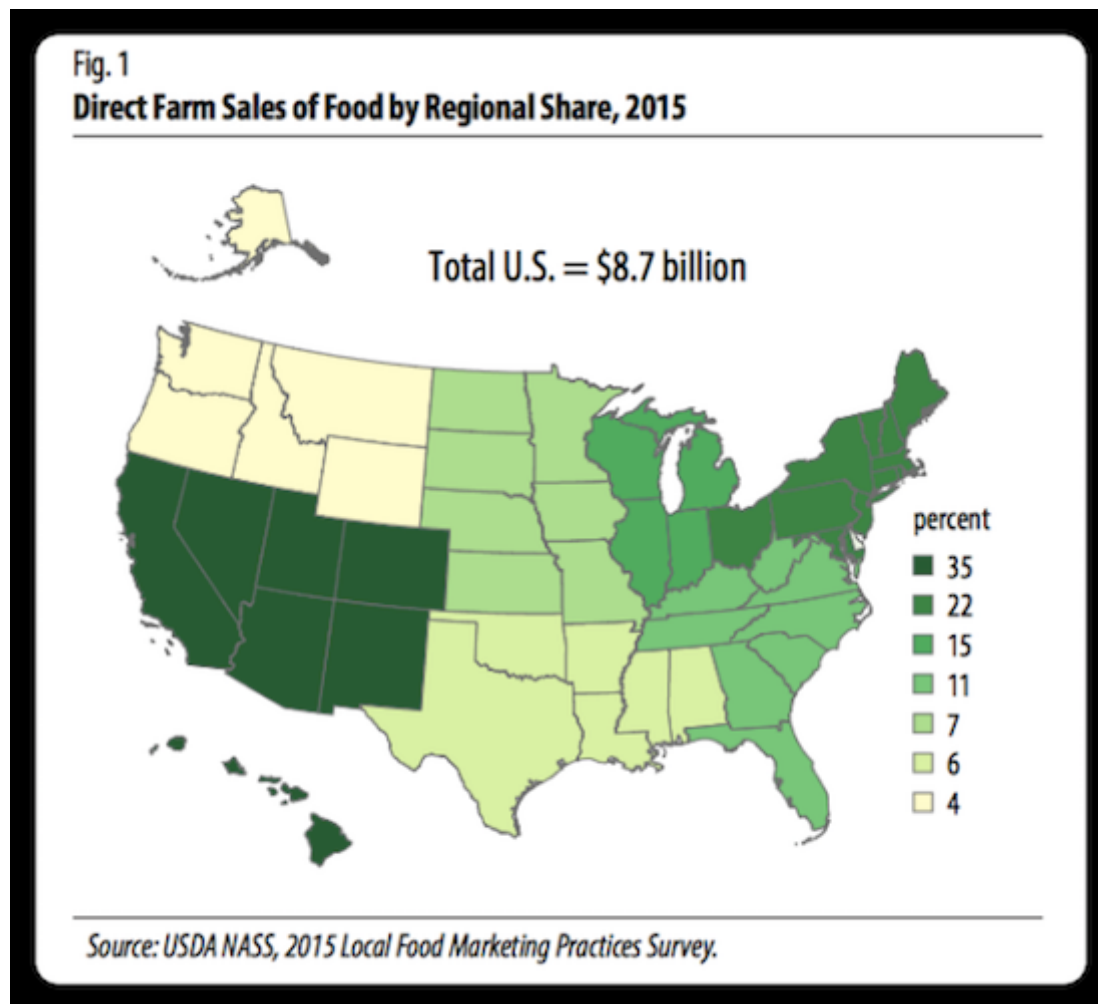 Fig. 1
Direct Farm Sales of Food by Regional Share, 2015
Total U.S. = $8.7 billion
percent
35
22
15
11
7
6
4
Source: USDA NASS, 2015 Local Food Marketing Practices Survey.